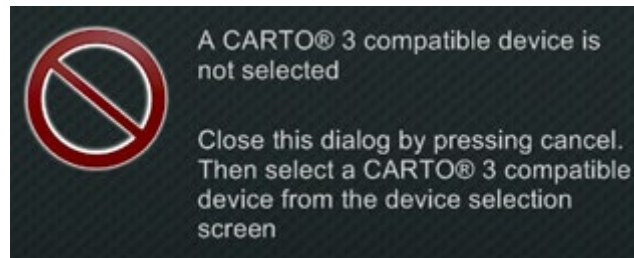 A CARTO® 3 compatible device is
not selected
Close this dialog by pressing cancel.
Then select a CARTO® 3 compatible
device from the device selection
screen